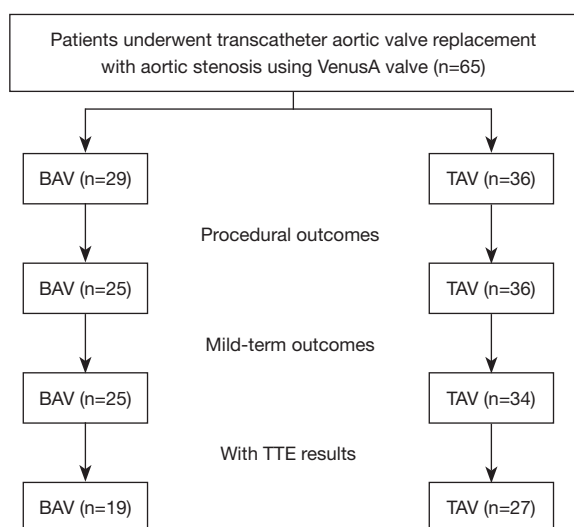 Patients underwent transcatheter aortic valve replacement
with aortic stenosis using VenusA valve (n=65)
BAV (n=29)
TAV (n=36)
Procedural outcomes
BAV (n=25)
TAV (n=36)
Mild-term outcomes
BAV (n=25)
TAV (n=34)
With TTE results
BAV (n=19)
TAV (n=27)